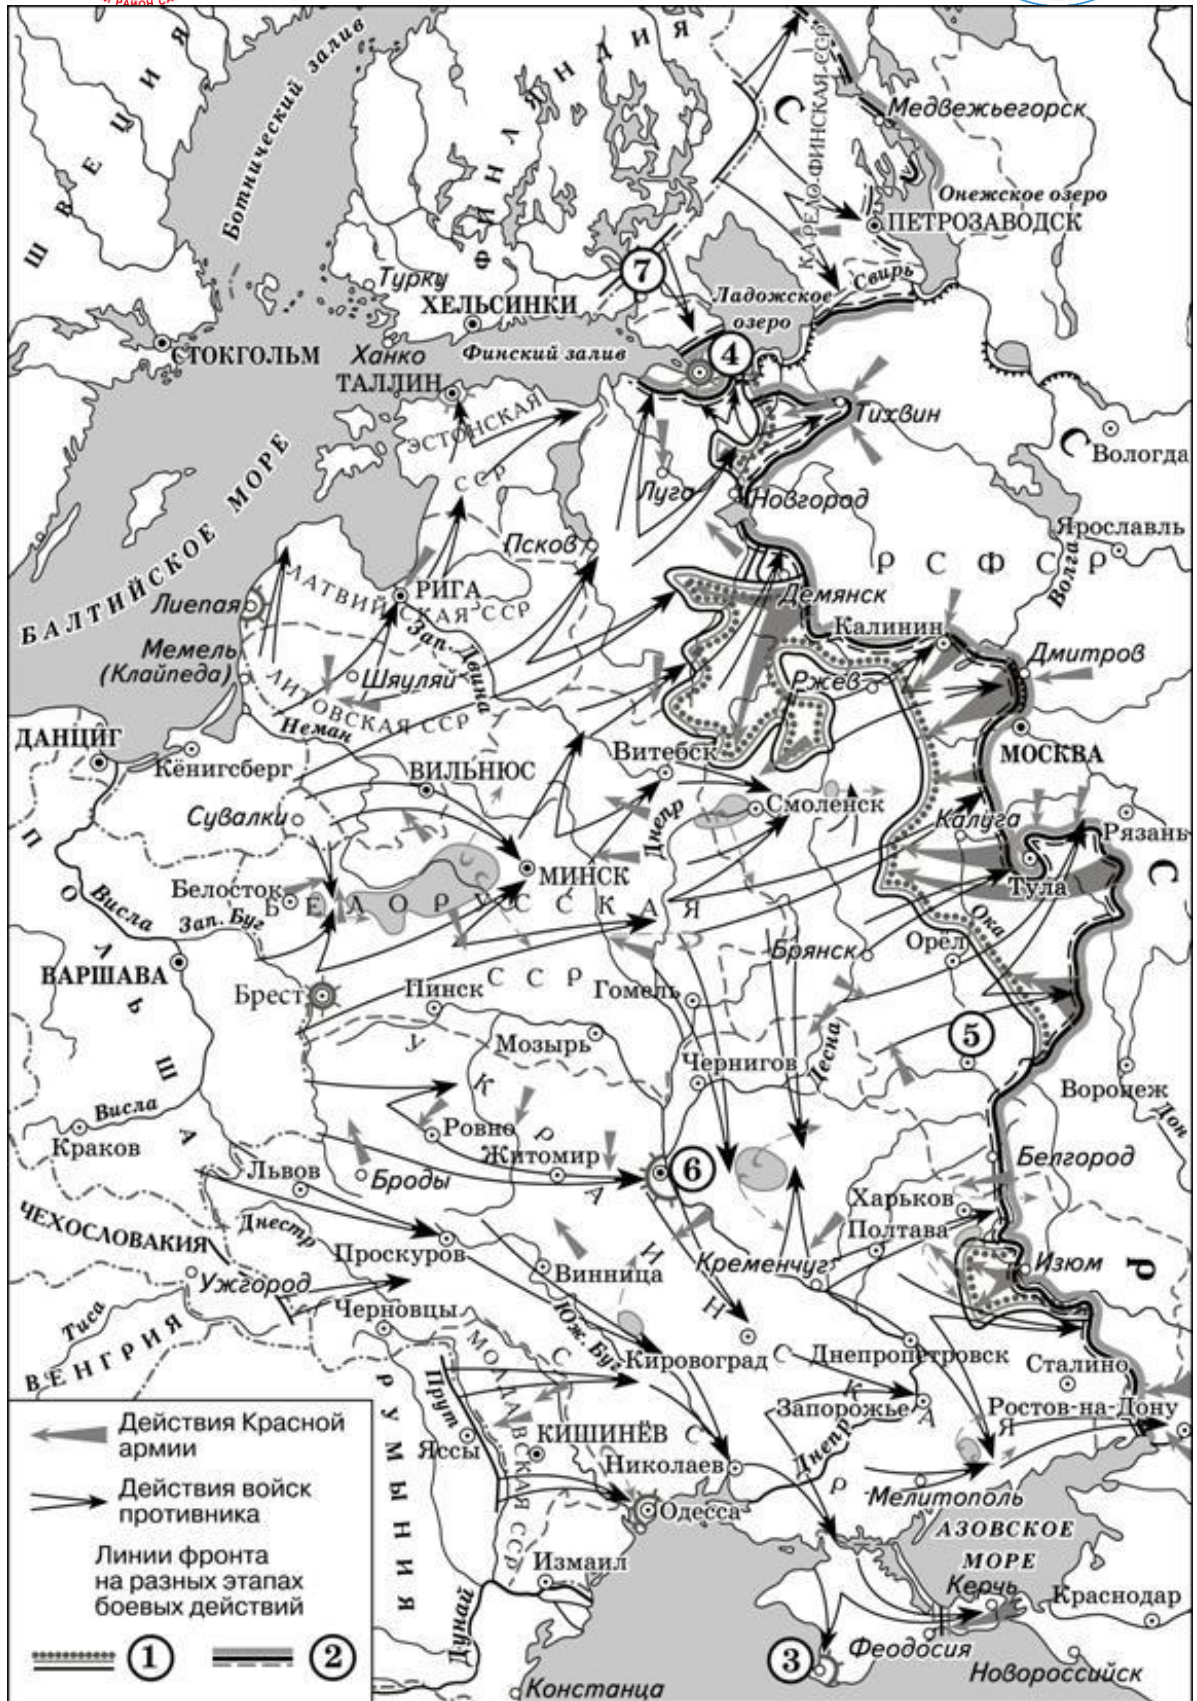 РАЙОН
ШВЕЦИЯ
Ботнический залив
ФИНЛЯНДИЯ
КАРЕЛО-ФИНСКАЯ ССР
С
Медвежьегорск
Онежское озеро
ПЕТРОЗАВОДСК
Свирь
7
Турку
ХЕЛЬСИНКИ
Ладожское
озеро
СТОКГОЛЬМ
Ханко
Финский залив
4
ТАЛЛИН
ЭСТОНСКАЯ
ССР
Тихвин
С
Вологда
Луга
Новгород
БАЛТИЙСКОЕ МОРЕ
Псков
Ярославль
РСФСР
Волга
РИГА
ЛАТВИЙСКАЯ ССР
Лиепая
Демянск
Зап. Двина
Калинин
Мемель
(Клайпеда)
Шяуляй
ЛИТОВСКАЯ ССР
Дмитров
Ржев
Неман
ДАНЦИГ
Кёнигсберг
ВИЛЬНЮС
Витебск
МОСКВА
Сувалки
Днепр
Смоленск
Калуга
Рязань
МИНСК
Белосток
БЕЛОРУССКАЯ
ССР
Тула
С
Висла
Зап. Буг
Ока
Орёл
Брянск
ВАРШАВА
ПОЛЬША
Брест
Пинск
Гомель
5
Мозырь
Десна
Чернигов
Воронеж
Дон
УКРАИНСКАЯ
Висла
Краков
Ровно
Житомир
6
Белгород
Львов
Броды
Харьков
ЧЕХОСЛОВАКИЯ
Днестр
Проскуров
Полтава
Ужгород
Винница
Кременчуг
Изюм
Р
Тиса
Черновцы
Юж. Буг
ВЕНГРИЯ
МОЛДАВСКАЯ ССР
Кировоград
Днепропетровск
Сталино
ССР
РУМЫНИЯ
Прут
Запорожье
Ростов-на-Дону
Яссы
КИШИНЁВ
Николаев
Днепр
Мелитополь
Одесса
АЗОВСКОЕ
МОРЕ
Измаил
Керчь
Краснодар
Дунай
Феодосия
3
Новороссийск
Констанца
Действия Красной
армии
Действия войск
противника
Линии фронта
на разных этапах
боевых действий
1
2